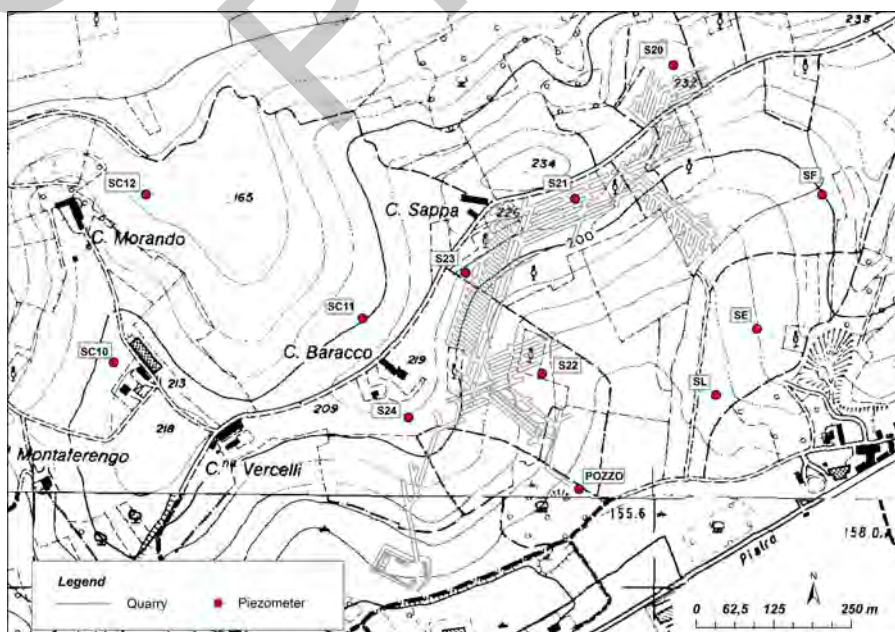 238
S20
232
SC12
165
234
S21
SF
C. Sappa
226
C. Morando
200
S23
SC11
SE
C. Baracco
219
S22
SC10
213
SL
209
S24
218
Montaferengo
C.na Vercelli
POZZO
155.6
158.0
Pietra
Legend
Quarry
Piezometer
N
0 62,5 125 250 m